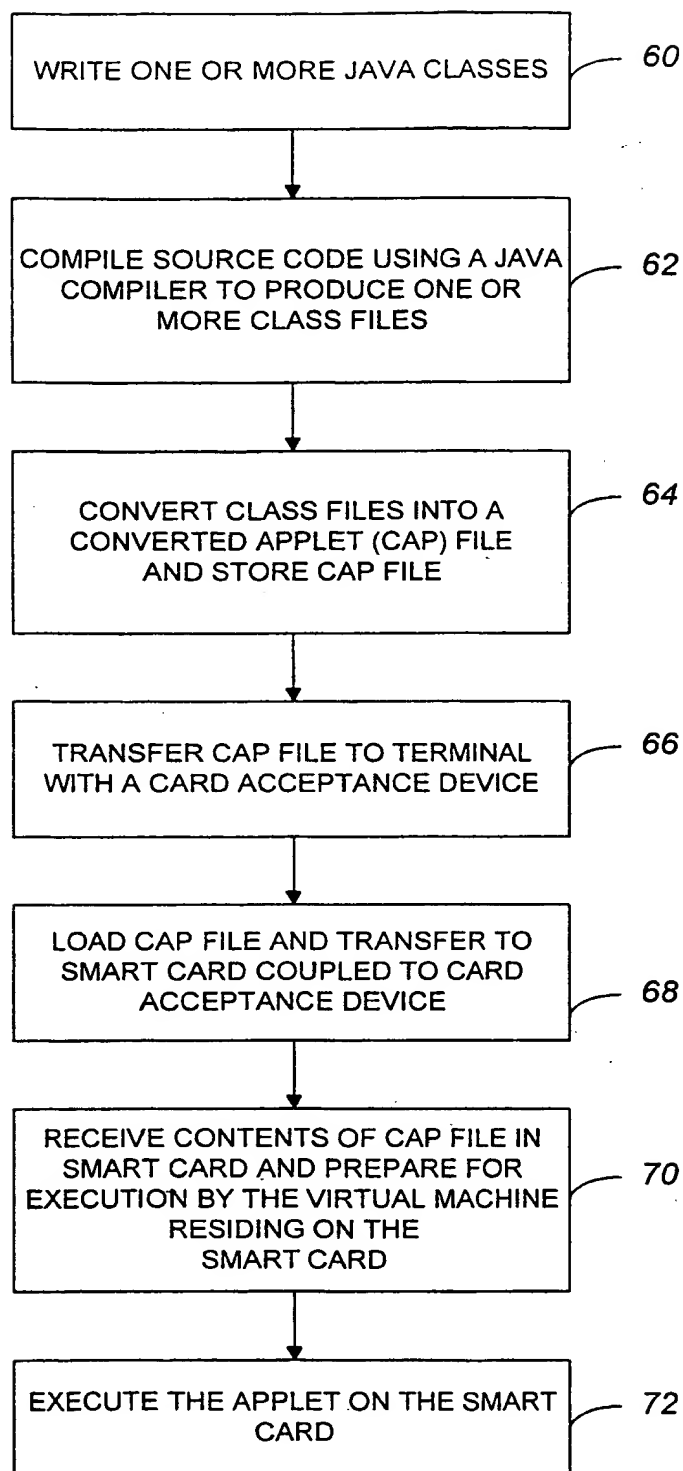 WRITE ONE OR MORE JAVA CLASSES
60
COMPILE SOURCE CODE USING A JAVA
COMPILER TO PRODUCE ONE OR
MORE CLASS FILES
62
CONVERT CLASS FILES INTO A
CONVERTED APPLET (CAP) FILE
AND STORE CAP FILE
64
TRANSFER CAP FILE TO TERMINAL
WITH A CARD ACCEPTANCE DEVICE
66
LOAD CAP FILE AND TRANSFER TO
SMART CARD COUPLED TO CARD
ACCEPTANCE DEVICE
68
RECEIVE CONTENTS OF CAP FILE IN
SMART CARD AND PREPARE FOR
EXECUTION BY THE VIRTUAL MACHINE
RESIDING ON THE
SMART CARD
70
EXECUTE THE APPLET ON THE SMART
CARD
72